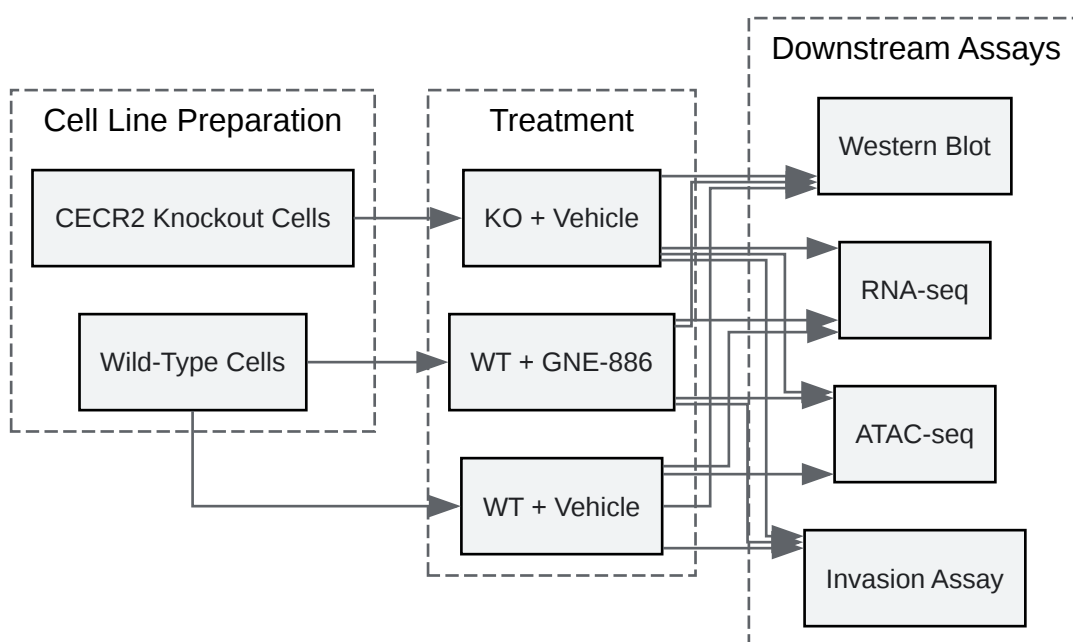 Cell Line Preparation
CECR2 Knockout Cells
Wild-Type Cells
Treatment
KO + Vehicle
WT + GNE-886
WT + Vehicle
Downstream Assays
Western Blot
RNA-seq
ATAC-seq
Invasion Assay